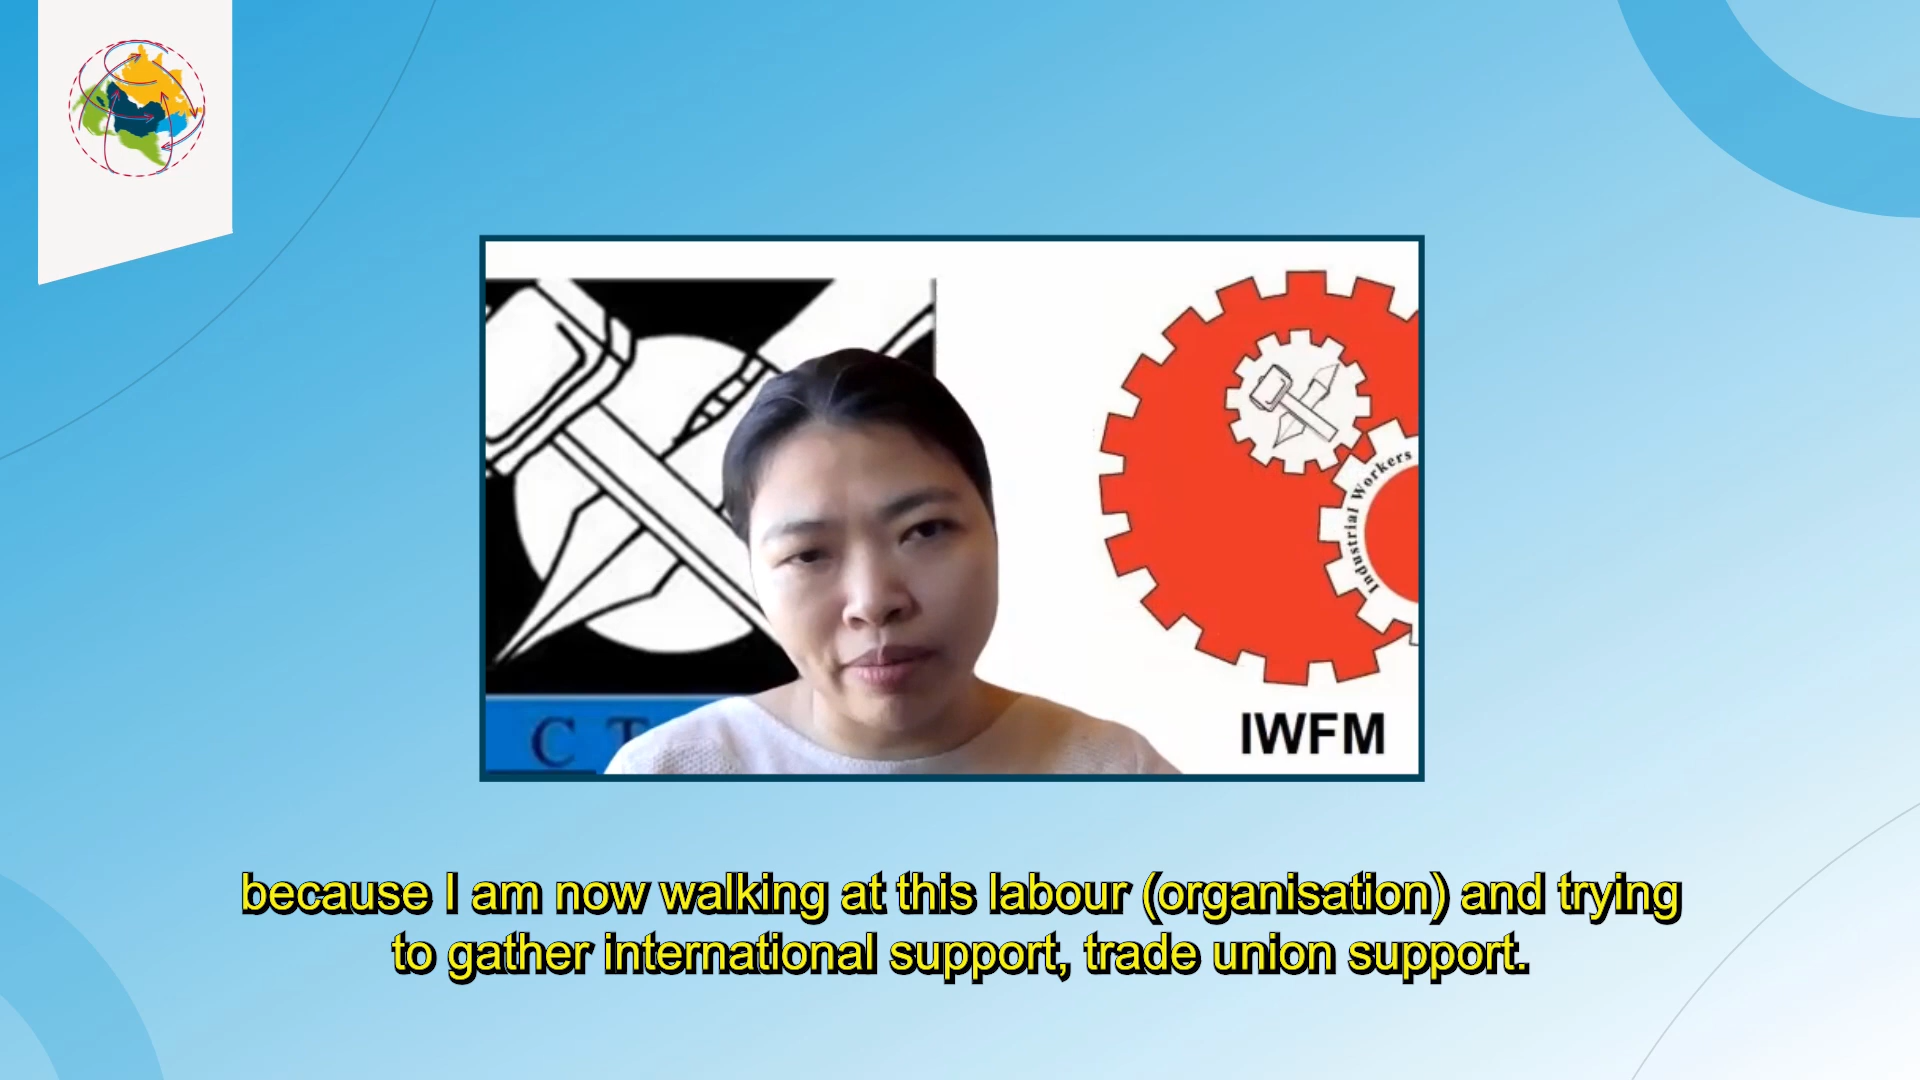 Industrial Workers
C T
IWFM
because I am now walking at this labour (organisation) and trying
to gather international support, trade union support.